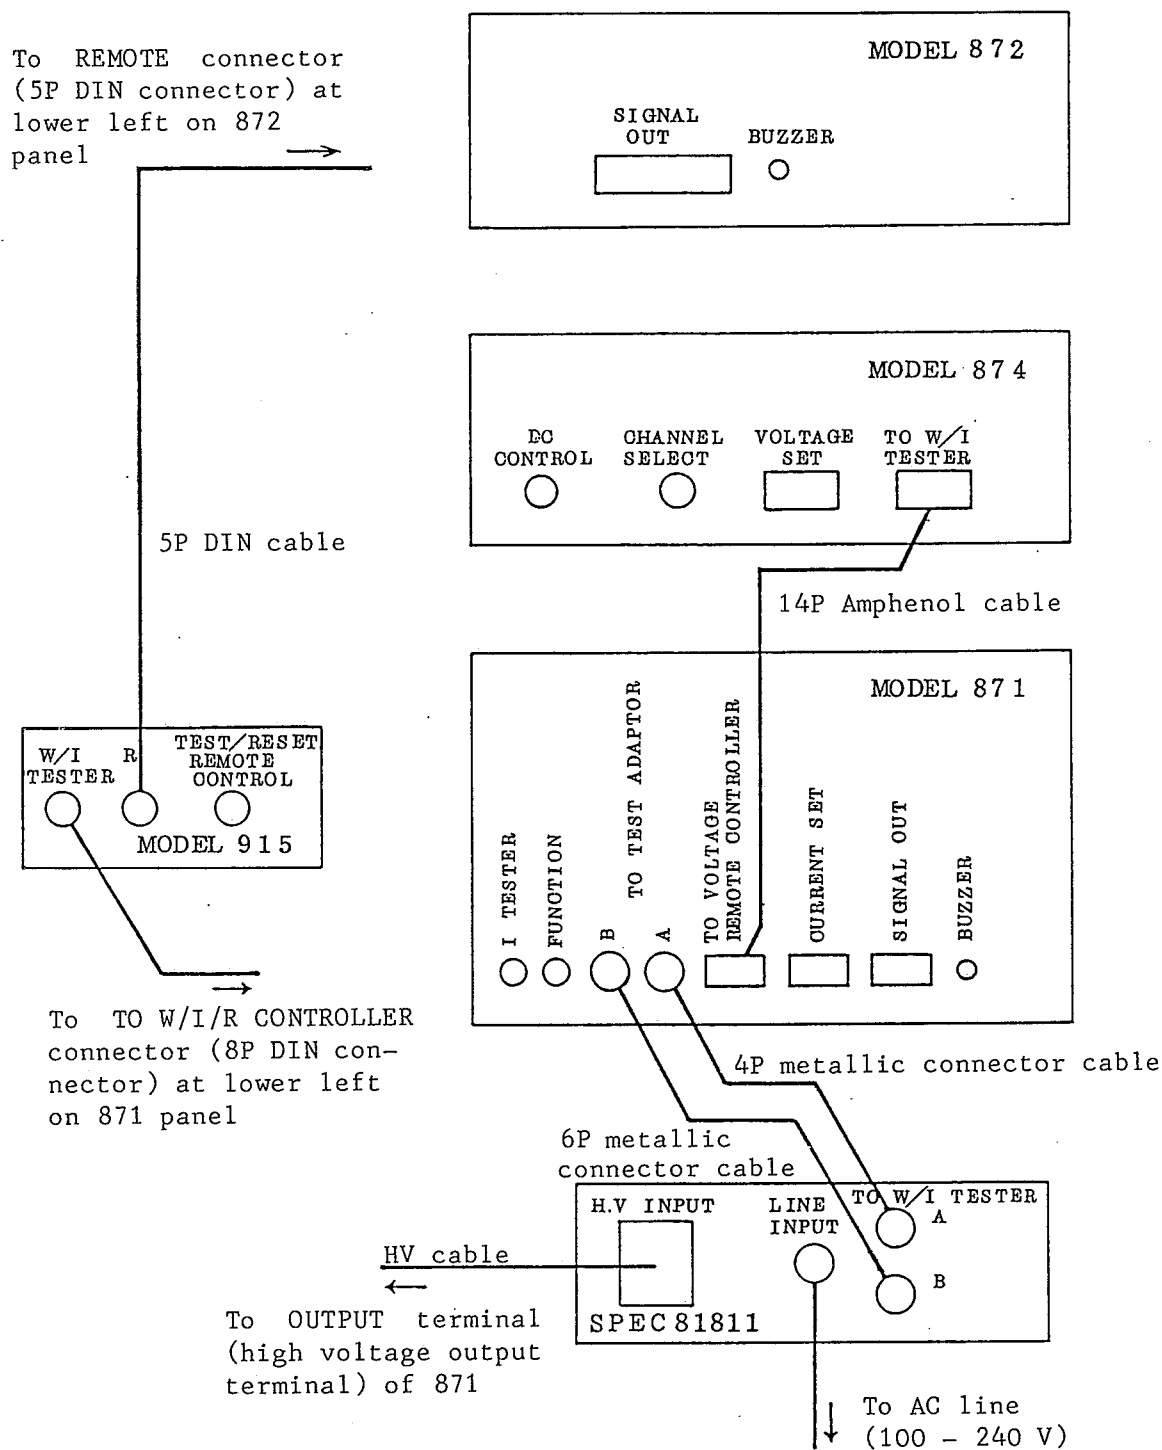 To REMOTE connector
(5P DIN connector) at
lower left on 872
panel
MODEL 872
SIGNAL
OUT
BUZZER
MODEL 874
DC
CONTROL
CHANNEL
SELECT
VOLTAGE
SET
TO W/I
TESTER
5P DIN cable
14P Amphenol cable
MODEL 871
I TESTER
FUNCTION
B
TO TEST ADAPTOR
A
TO VOLTAGE
REMOTE CONTROLLER
CURRENT SET
SIGNAL OUT
BUZZER
W/I
TESTER
R
TEST/RESET
REMOTE
CONTROL
MODEL 915
To TO W/I/R CONTROLLER
connector (8P DIN con-
nector) at lower left
on 871 panel
4P metallic connector cable
6P metallic
connector cable
H.V INPUT
LINE
INPUT
TO W/I TESTER
A
B
SPEC 81811
HV cable
To OUTPUT terminal
(high voltage output
terminal) of 871
To AC line
(100 – 240 V)